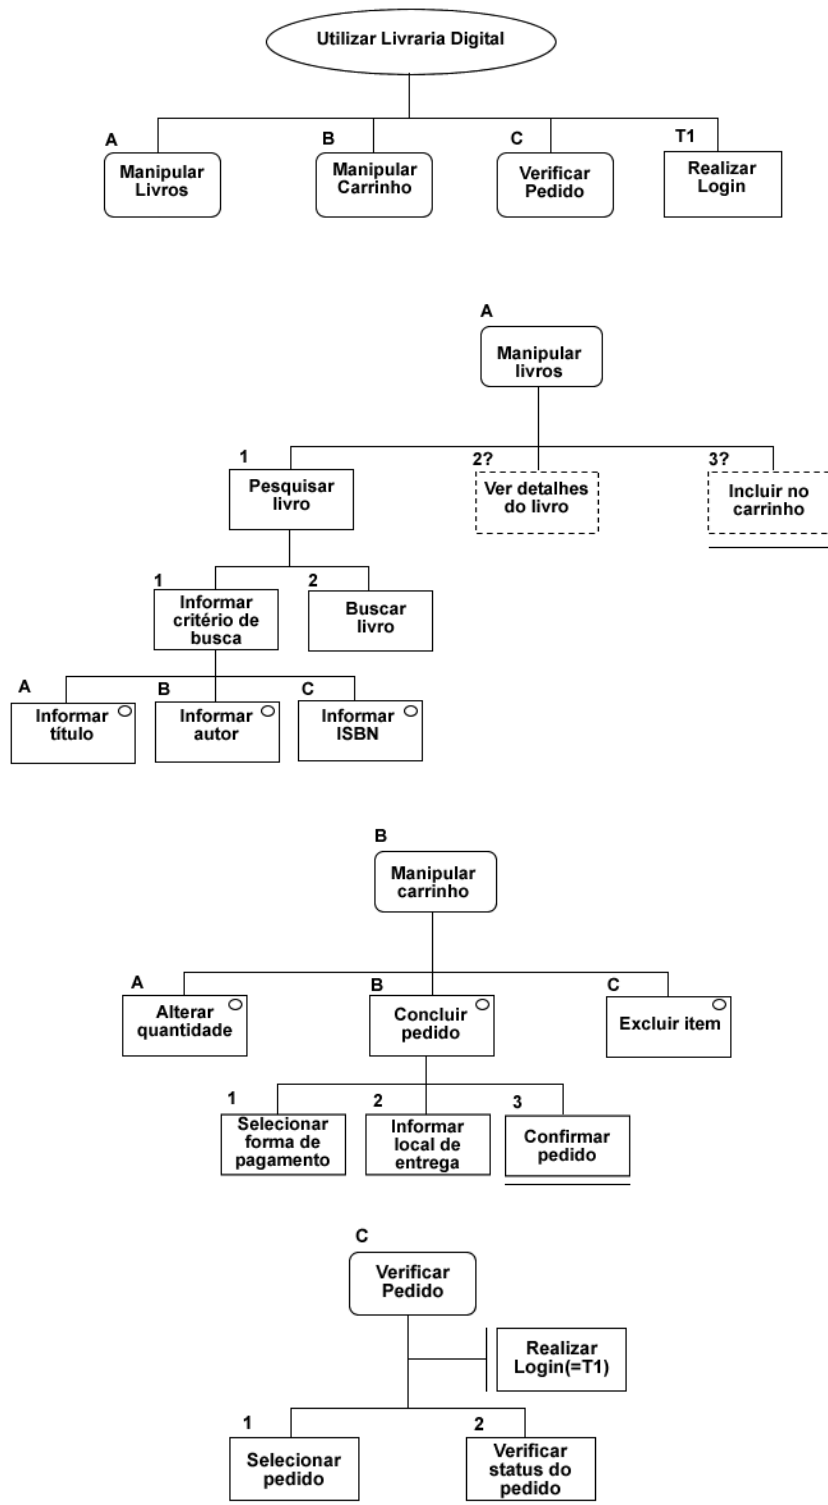 Utilizar Livraria Digital
A
B
C
T1
Manipular
Livros
Manipular
Carrinho
Verificar
Pedido
Realizar
Login
A
Manipular
livros
1
2?
3?
Pesquisar
livro
Ver detalhes
do livro
Incluir no
carrinho
1
2
Informar
critério de
busca
Buscar
livro
A
B
C
Informar
título
Informar
autor
Informar
ISBN
B
Manipular
carrinho
A
B
C
Alterar
quantidade
Concluir
pedido
Excluir item
1
2
3
Selecionar
forma de
pagamento
Informar
local de
entrega
Confirmar
pedido
C
Verificar
Pedido
Realizar
Login(=T1)
1
2
Selecionar
pedido
Verificar
status do
pedido